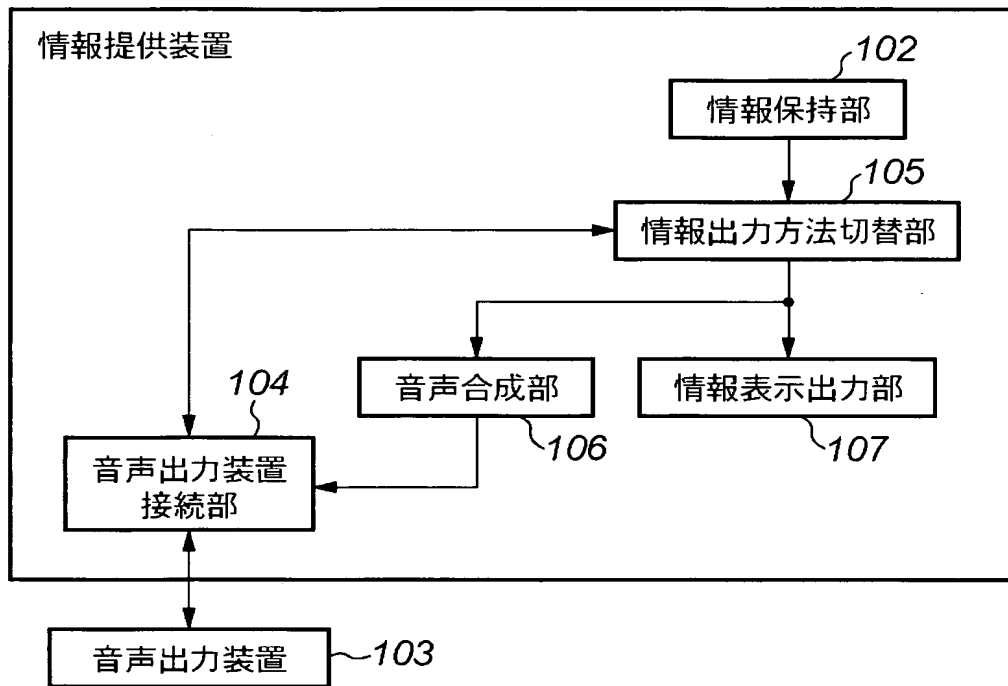 情報提供装置
102
情報保持部
105
情報出力方法切替部
104
音声合成部
情報表示出力部
106
107
音声出力装置
接続部
音声出力装置
103